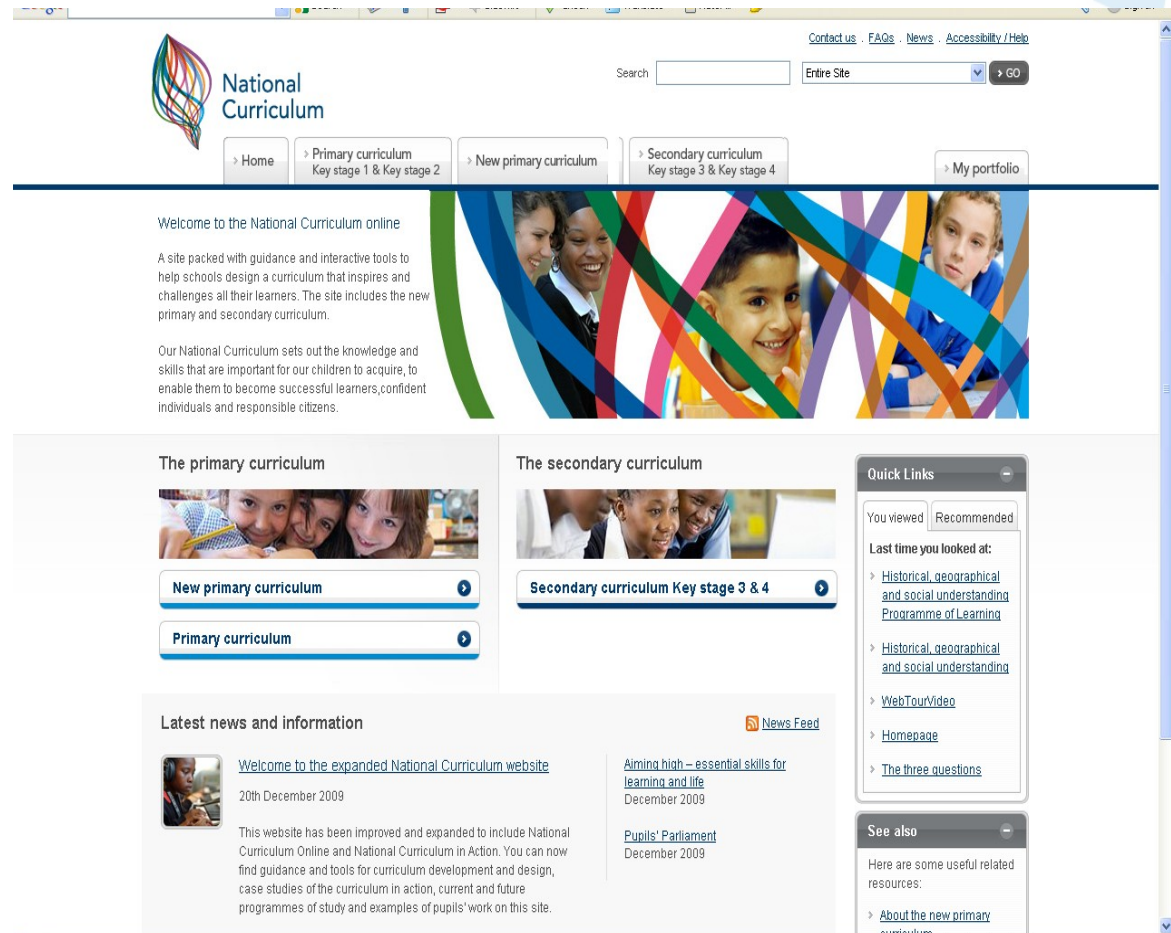 Contact us . FAQs . News . Accessibility / Help
National
Curriculum
Search
Entire Site
> GO
> Home
> Primary curriculum
Key stage 1 & Key stage 2
> New primary curriculum
> Secondary curriculum
Key stage 3 & Key stage 4
> My portfolio
Welcome to the National Curriculum online
A site packed with guidance and interactive tools to
help schools design a curriculum that inspires and
challenges all their learners. The site includes the new
primary and secondary curriculum.
Our National Curriculum sets out the knowledge and
skills that are important for our children to acquire, to
enable them to become successful learners,confident
individuals and responsible citizens.
The primary curriculum
New primary curriculum
Primary curriculum
The secondary curriculum
Secondary curriculum Key stage 3 & 4
Quick Links
You viewed
Recommended
Last time you looked at:
> Historical, geographical
and social understanding
Programme of Learning
> Historical, geographical
and social understanding
> WebTourVideo
> Homepage
> The three questions
Latest news and information
News Feed
Welcome to the expanded National Curriculum website
20th December 2009
This website has been improved and expanded to include National
Curriculum Online and National Curriculum in Action. You can now
find guidance and tools for curriculum development and design,
case studies of the curriculum in action, current and future
programmes of study and examples of pupils' work on this site.
Aiming high – essential skills for
learning and life
December 2009
Pupils' Parliament
December 2009
See also
Here are some useful related
resources:
> About the new primary